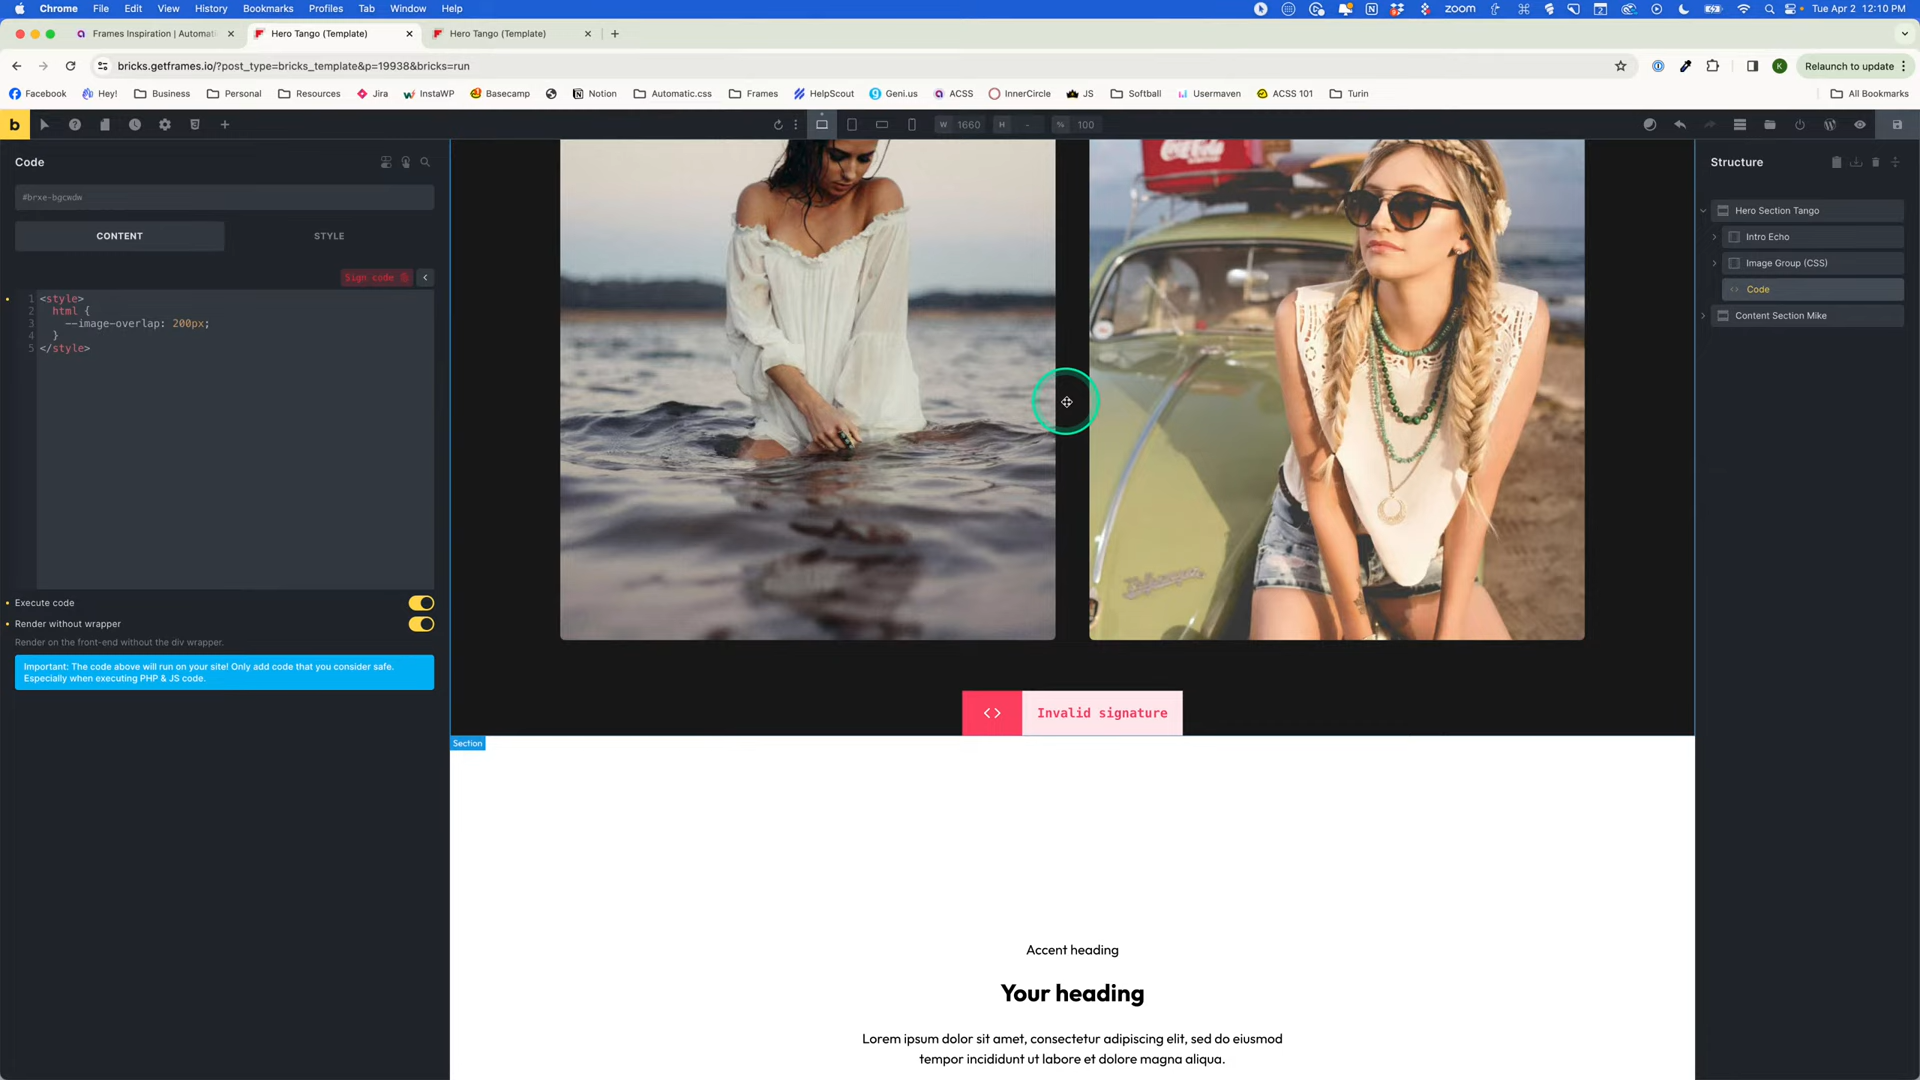 Chrome File Edit View History Bookmarks Profiles Tab Window Help zoom Tue Apr 2 12:10 PM
Frames Inspiration | Automati Hero Tango (Template) Hero Tango (Template)
bricks.getframes.io/?post_type=bricks_template&p=19938&bricks=run Relaunch to update
Facebook Hey! Business Personal Resources Jira InstaWP Basecamp Notion Automatic.css Frames HelpScout Geni.us ACSS InnerCircle JS Softball Usermaven ACSS 101 Turin All Bookmarks
b W 1660 H - % 100
Code
#brxe-bgcwdw
CONTENT STYLE
Sign code
1 <style>
2 html {
3 --image-overlap: 200px;
4 }
5 </style>
Execute code
Render without wrapper
Render on the front-end without the div wrapper.
Important: The code above will run on your site! Only add code that you consider safe.
Especially when executing PHP & JS code.
Coca-Cola
Volkswagen
Invalid signature
Section
Accent heading
Your heading
Lorem ipsum dolor sit amet, consectetur adipiscing elit, sed do eiusmod
tempor incididunt ut labore et dolore magna aliqua.
Structure
Hero Section Tango
Intro Echo
Image Group (CSS)
Code
Content Section Mike